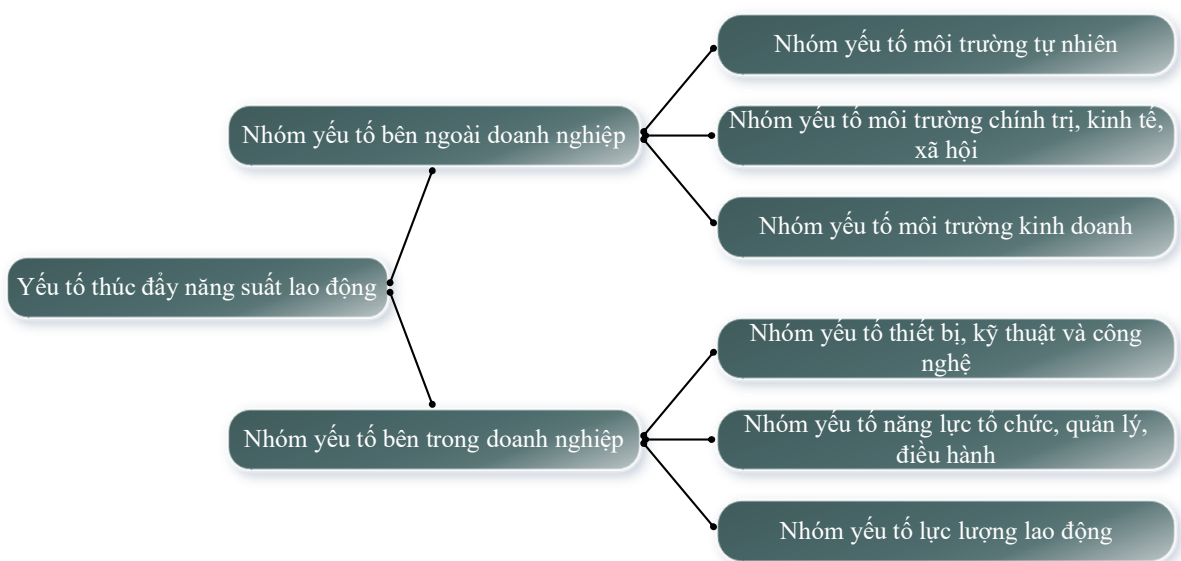 Nhóm yếu tố môi trường tự nhiên
Nhóm yếu tố bên ngoài doanh nghiệp
Nhóm yếu tố môi trường chính trị, kinh tế,
xã hội
Nhóm yếu tố môi trường kinh doanh
Yếu tố thúc đẩy năng suất lao động
Nhóm yếu tố thiết bị, kỹ thuật và công
nghệ
Nhóm yếu tố bên trong doanh nghiệp
Nhóm yếu tố năng lực tổ chức, quản lý,
điều hành
Nhóm yếu tố lực lượng lao động